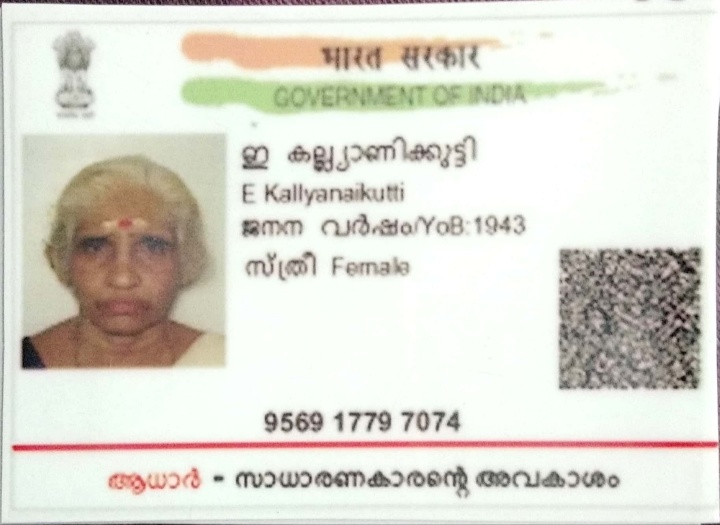 भारत सरकार
GOVERNMENT OF INDIA
ഇ കല്ല്യാണിക്കുട്ടി
E Kallyanaikutti
ജനന വർഷം/YoB:1943
സ്ത്രീ Female
9569 1779 7074
ആധാർ - സാധാരണകാരന്റെ അവകാശം